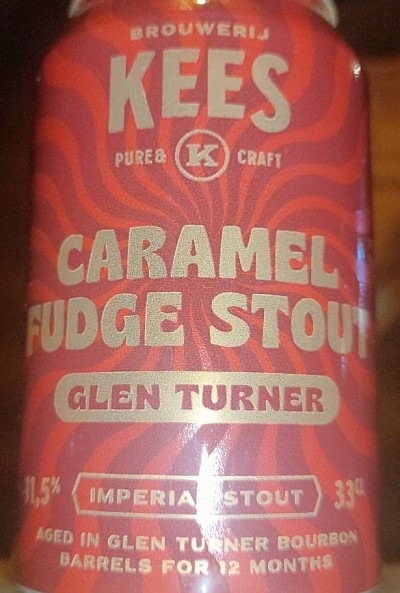 BROUWERIJ
KEES
PURE & K CRAFT
CARAMEL
FUDGE STOUT
GLEN TURNER
11,5% IMPERIAL STOUT 33CL
AGED IN GLEN TURNER BOURBON
BARRELS FOR 12 MONTHS